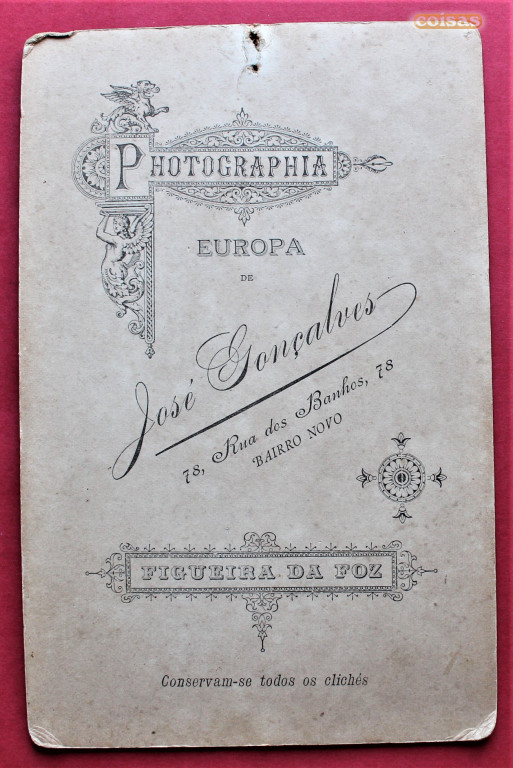 coisas
PHOTOGRAPHIA
EUROPA
DE
José Gonçalves
78, Rua dos Banhos, 78
BAIRRO NOVO
FIGUEIRA DA FOZ
Conservam-se todos os clichés